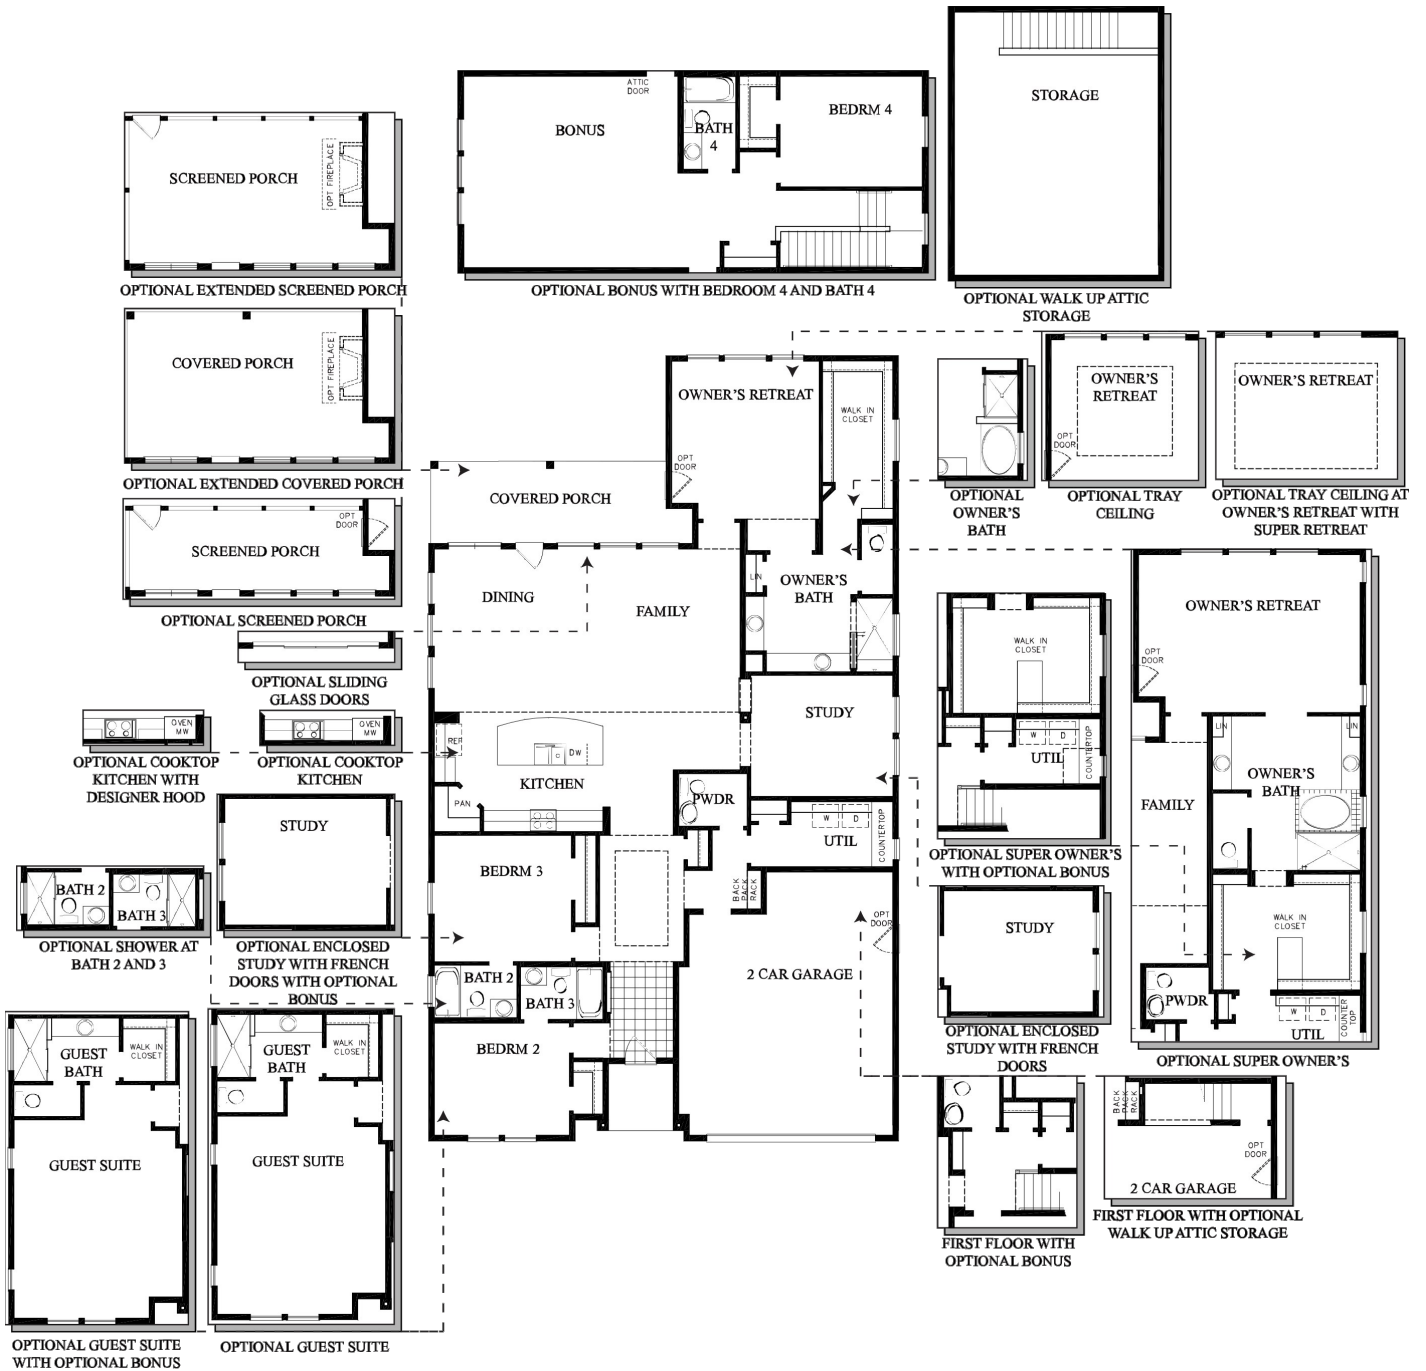 ATTIC
DOOR
BONUS
BATH
4
BEDRM 4
OPTIONAL BONUS WITH BEDROOM 4 AND BATH 4
STORAGE
OPTIONAL WALK UP ATTIC
STORAGE
SCREENED PORCH
OPT FIREPLACE
OPTIONAL EXTENDED SCREENED PORCH
COVERED PORCH
OPT FIREPLACE
OPTIONAL EXTENDED COVERED PORCH
SCREENED PORCH
OPT
DOOR
OPTIONAL SCREENED PORCH
OPTIONAL SLIDING
GLASS DOORS
OVEN
MW
OPTIONAL COOKTOP
KITCHEN WITH
DESIGNER HOOD
OVEN
MW
OPTIONAL COOKTOP
KITCHEN
STUDY
OPTIONAL ENCLOSED
STUDY WITH FRENCH
DOORS WITH OPTIONAL
BONUS
BATH 2
BATH 3
OPTIONAL SHOWER AT
BATH 2 AND 3
GUEST
BATH
WALK IN
CLOSET
GUEST SUITE
OPTIONAL GUEST SUITE
WITH OPTIONAL BONUS
GUEST
BATH
WALK IN
CLOSET
GUEST SUITE
OPTIONAL GUEST SUITE
OWNER'S RETREAT
WALK IN
CLOSET
OPT
DOOR
COVERED PORCH
DINING
FAMILY
LIN
OWNER'S
BATH
STUDY
REF
DW
KITCHEN
PAN
PWDR
W
D
UTIL
COUNTERTOP
BEDRM 3
BACK
PACK
RACK
OPT
DOOR
2 CAR GARAGE
BATH 2
BATH 3
BEDRM 2
OPTIONAL
OWNER'S
BATH
OWNER'S
RETREAT
OPT
DOOR
OPTIONAL TRAY
CEILING
OWNER'S RETREAT
OPTIONAL TRAY CEILING AT
OWNER'S RETREAT WITH
SUPER RETREAT
WALK IN
CLOSET
W
D
UTIL
COUNTERTOP
OPTIONAL SUPER OWNER'S
WITH OPTIONAL BONUS
STUDY
OPTIONAL ENCLOSED
STUDY WITH FRENCH
DOORS
OWNER'S RETREAT
OPT
DOOR
LIN
LIN
OWNER'S
BATH
FAMILY
WALK IN
CLOSET
PWDR
W
D
UTIL
COUNTER
TOP
OPTIONAL SUPER OWNER'S
FIRST FLOOR WITH
OPTIONAL BONUS
BACK
PACK
RACK
OPT
DOOR
2 CAR GARAGE
FIRST FLOOR WITH OPTIONAL
WALK UP ATTIC STORAGE